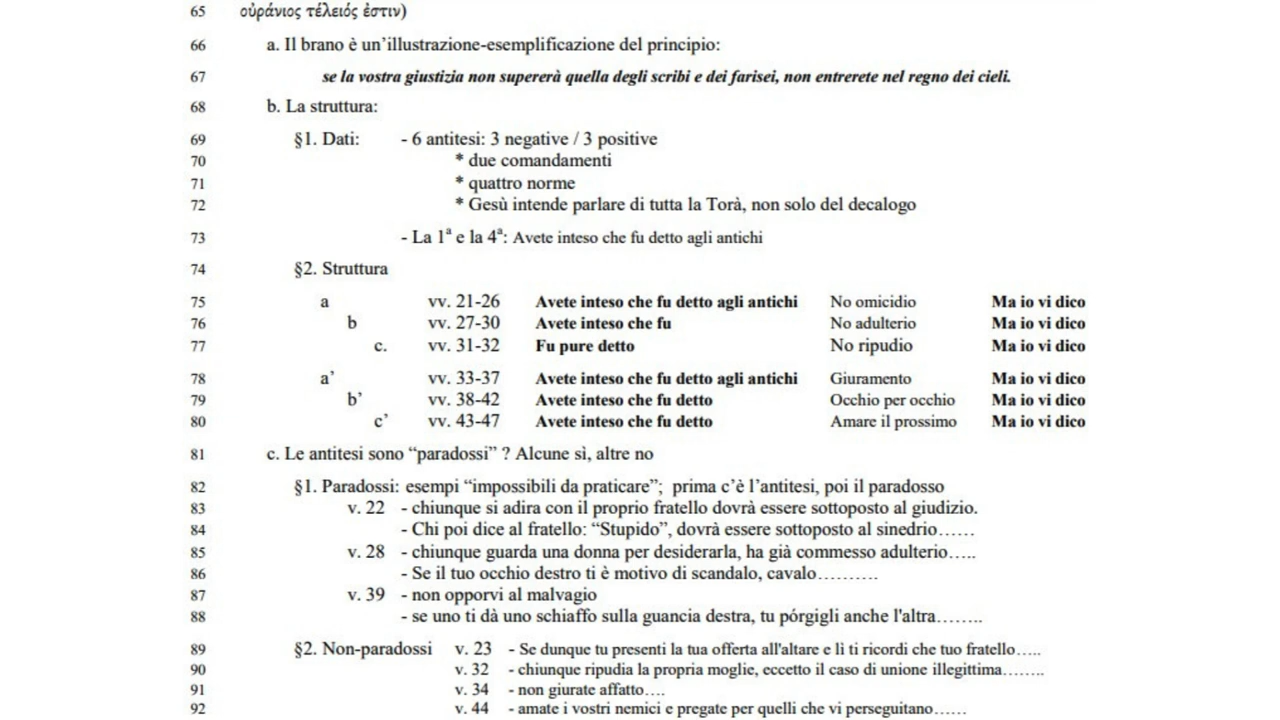 65 οὐράνιος τέλειός ἐστιν)
66 a. Il brano è un’illustrazione-esemplificazione del principio:
67 se la vostra giustizia non supererà quella degli scribi e dei farisei, non entrerete nel regno dei cieli.
68 b. La struttura:
69 §1. Dati: - 6 antitesi: 3 negative / 3 positive
70 * due comandamenti
71 * quattro norme
72 * Gesù intende parlare di tutta la Torà, non solo del decalogo
73 - La 1ª e la 4ª: Avete inteso che fu detto agli antichi
74 §2. Struttura
75 a vv. 21-26 Avete inteso che fu detto agli antichi No omicidio Ma io vi dico
76 b vv. 27-30 Avete inteso che fu No adulterio Ma io vi dico
77 c. vv. 31-32 Fu pure detto No ripudio Ma io vi dico
78 a’ vv. 33-37 Avete inteso che fu detto agli antichi Giuramento Ma io vi dico
79 b’ vv. 38-42 Avete inteso che fu detto Occhio per occhio Ma io vi dico
80 c’ vv. 43-47 Avete inteso che fu detto Amare il prossimo Ma io vi dico
81 c. Le antitesi sono “paradossi” ? Alcune sì, altre no
82 §1. Paradossi: esempi “impossibili da praticare”; prima c’è l’antitesi, poi il paradosso
83 v. 22 - chiunque si adira con il proprio fratello dovrà essere sottoposto al giudizio.
84 - Chi poi dice al fratello: “Stupido”, dovrà essere sottoposto al sinedrio……
85 v. 28 - chiunque guarda una donna per desiderarla, ha già commesso adulterio…..
86 - Se il tuo occhio destro ti è motivo di scandalo, cavalo……….
87 v. 39 - non opporvi al malvagio
88 - se uno ti dà uno schiaffo sulla guancia destra, tu pórgigli anche l'altra……..
89 §2. Non-paradossi v. 23 - Se dunque tu presenti la tua offerta all'altare e lì ti ricordi che tuo fratello…..
90 v. 32 - chiunque ripudia la propria moglie, eccetto il caso di unione illegittima……..
91 v. 34 - non giurate affatto….
92 v. 44 - amate i vostri nemici e pregate per quelli che vi perseguitano……